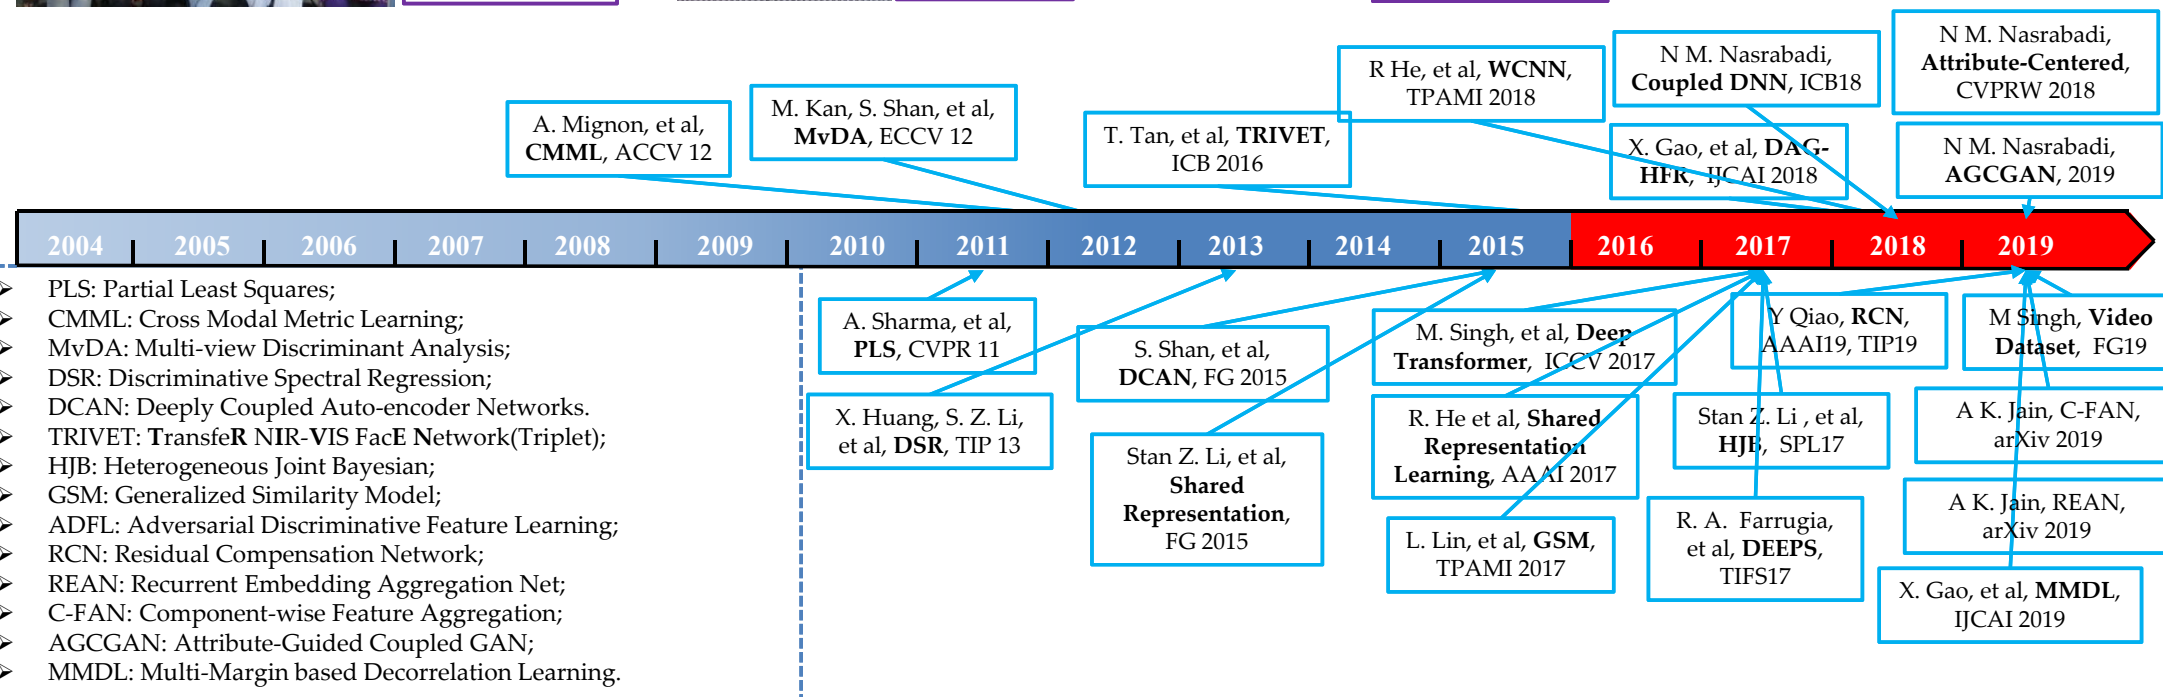 N M. Nasrabadi,
Attribute-Centered,
CVPRW 2018
N M. Nasrabadi,
Coupled DNN, ICB18
R He, et al, WCNN,
TPAMI 2018
A. Mignon, et al,
CMML, ACCV 12
M. Kan, S. Shan, et al,
MvDA, ECCV 12
T. Tan, et al, TRIVET,
ICB 2016
X. Gao, et al, DAG-
HFR, IJCAI 2018
N M. Nasrabadi,
AGCGAN, 2019
2004 2005 2006 2007 2008 2009 2010 2011 2012 2013 2014 2015 2016 2017 2018 2019
PLS: Partial Least Squares;
CMML: Cross Modal Metric Learning;
MvDA: Multi-view Discriminant Analysis;
DSR: Discriminative Spectral Regression;
DCAN: Deeply Coupled Auto-encoder Networks.
TRIVET: TransfeR NIR-VIS FacE Network(Triplet);
HJB: Heterogeneous Joint Bayesian;
GSM: Generalized Similarity Model;
ADFL: Adversarial Discriminative Feature Learning;
RCN: Residual Compensation Network;
REAN: Recurrent Embedding Aggregation Net;
C-FAN: Component-wise Feature Aggregation;
AGCGAN: Attribute-Guided Coupled GAN;
MMDL: Multi-Margin based Decorrelation Learning.
A. Sharma, et al,
PLS, CVPR 11
X. Huang, S. Z. Li,
et al, DSR, TIP 13
S. Shan, et al,
DCAN, FG 2015
Stan Z. Li, et al,
Shared
Representation,
FG 2015
M. Singh, et al, Deep
Transformer, ICCV 2017
R. He et al, Shared
Representation
Learning, AAAI 2017
L. Lin, et al, GSM,
TPAMI 2017
Y Qiao, RCN,
AAAI19, TIP19
Stan Z. Li , et al,
HJB, SPL17
R. A. Farrugia,
et al, DEEPS,
TIFS17
M Singh, Video
Dataset, FG19
A K. Jain, C-FAN,
arXiv 2019
A K. Jain, REAN,
arXiv 2019
X. Gao, et al, MMDL,
IJCAI 2019